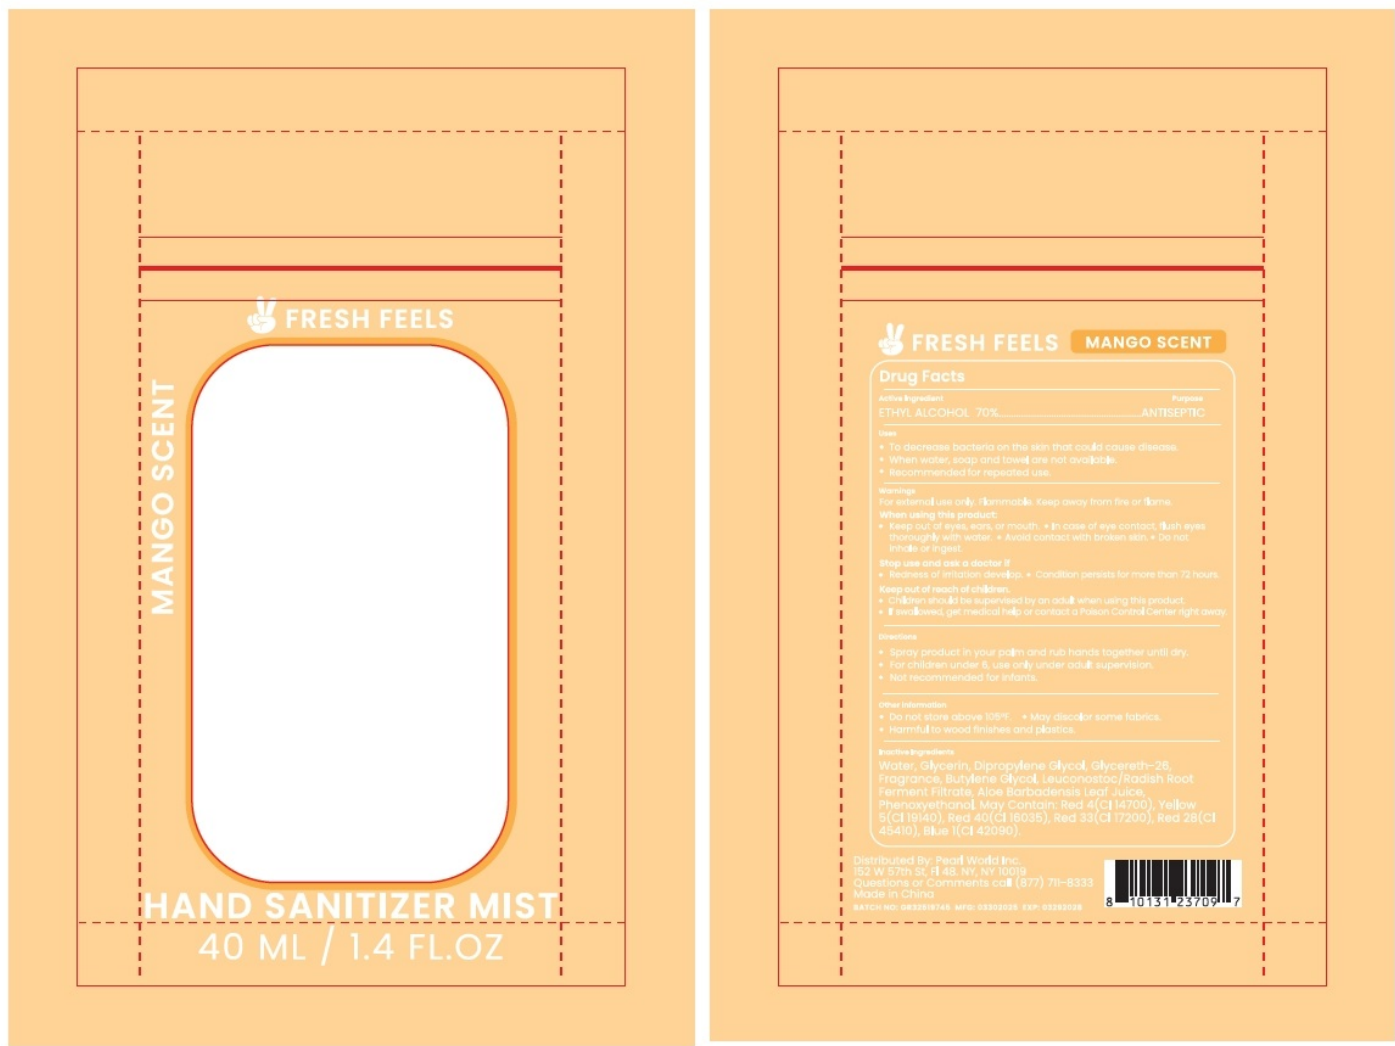 FRESH FEELS
MANGO SCENT
HAND SANITIZER MIST
40 ML / 1.4 FL.OZ
FRESH FEELS MANGO SCENT
Drug Facts
Active Ingredient Purpose
ETHYL ALCOHOL 70%........ANTISEPTIC
Uses
• To decrease bacteria on the skin that could cause disease.
• When water, soap and towel are not available.
• Recommended for repeated use.
Warnings
For external use only. Flammable. Keep away from fire or flame.
When using this product:
• Keep out of eyes, ears, or mouth. • In case of eye contact, flush eyes
thoroughly with water. • Avoid contact with broken skin. • Do not
inhale or ingest.
Stop use and ask a doctor if
• Redness of irritation develop. • Condition persists for more than 72 hours.
Keep out of reach of children.
• Children should be supervised by an adult when using this product.
• If swallowed, get medical help or contact a Poison Control Center right away.
Directions
• Spray product in your palm and rub hands together until dry.
• For children under 6, use only under adult supervision.
• Not recommended for infants.
Other Information
• Do not store above 105°F. • May discolor some fabrics.
• Harmful to wood finishes and plastics.
Inactive Ingredients
Water, Glycerin, Dipropylene Glycol, Glycereth-26,
Fragrance, Butylene Glycol, Leuconostoc/Radish Root
Ferment Filtrate, Aloe Barbadensis Leaf Juice,
Phenoxyethanol. May Contain: Red 4(CI 14700), Yellow
5(CI 19140), Red 40(CI 16035), Red 33(CI 17200), Red 28(CI
45410), Blue 1(CI 42090).
Distributed By: Pearl World Inc.
152 W 57th St, Fl 48. NY, NY 10019
Questions or Comments call (877) 711-8333
Made in China
BATCH NO: MFG: EXP:
8 10131 23709 7